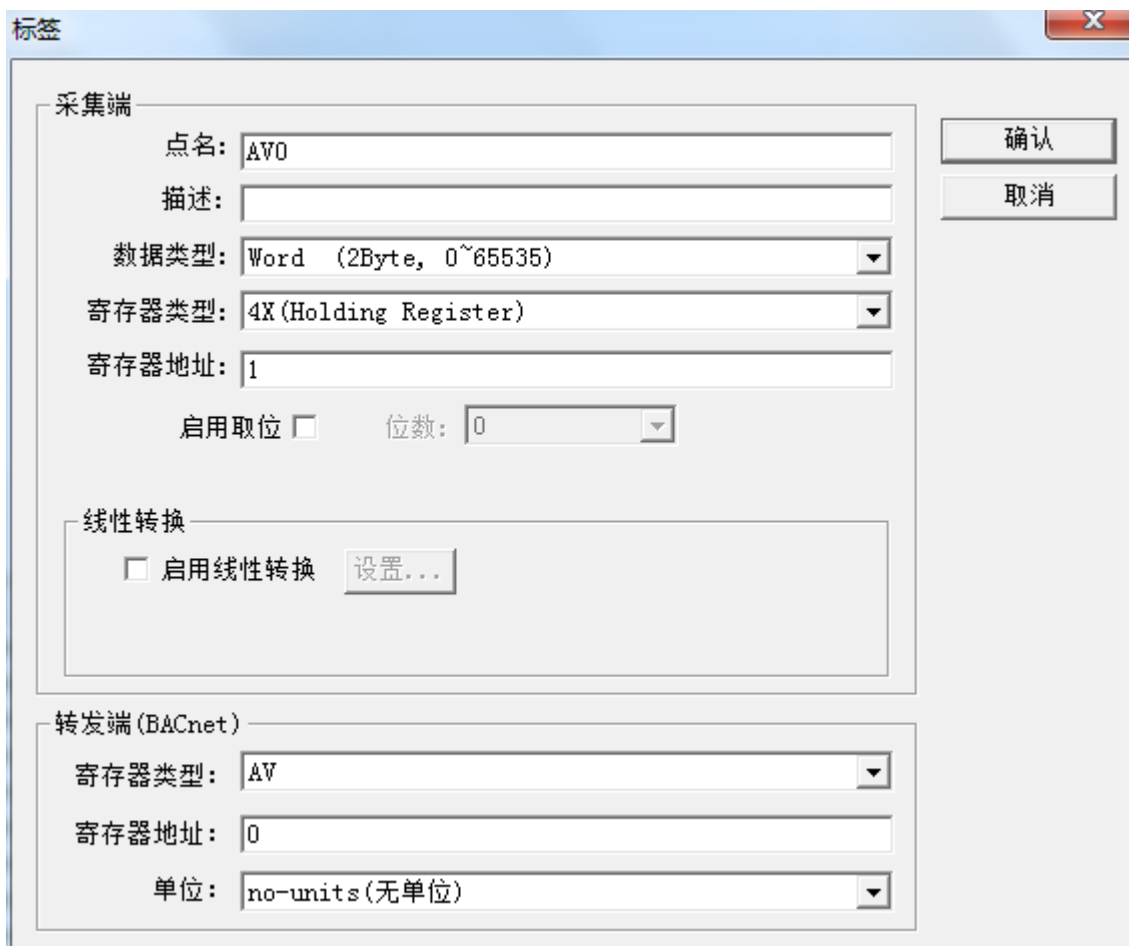 标签
采集端
点名: AV0
描述:
数据类型: Word (2Byte, 0~65535)
寄存器类型: 4X(Holding Register)
寄存器地址: 1
启用取位 位数: 0
线性转换
启用线性转换 设置...
确认
取消
转发端(BACnet)
寄存器类型: AV
寄存器地址: 0
单位: no-units(无单位)